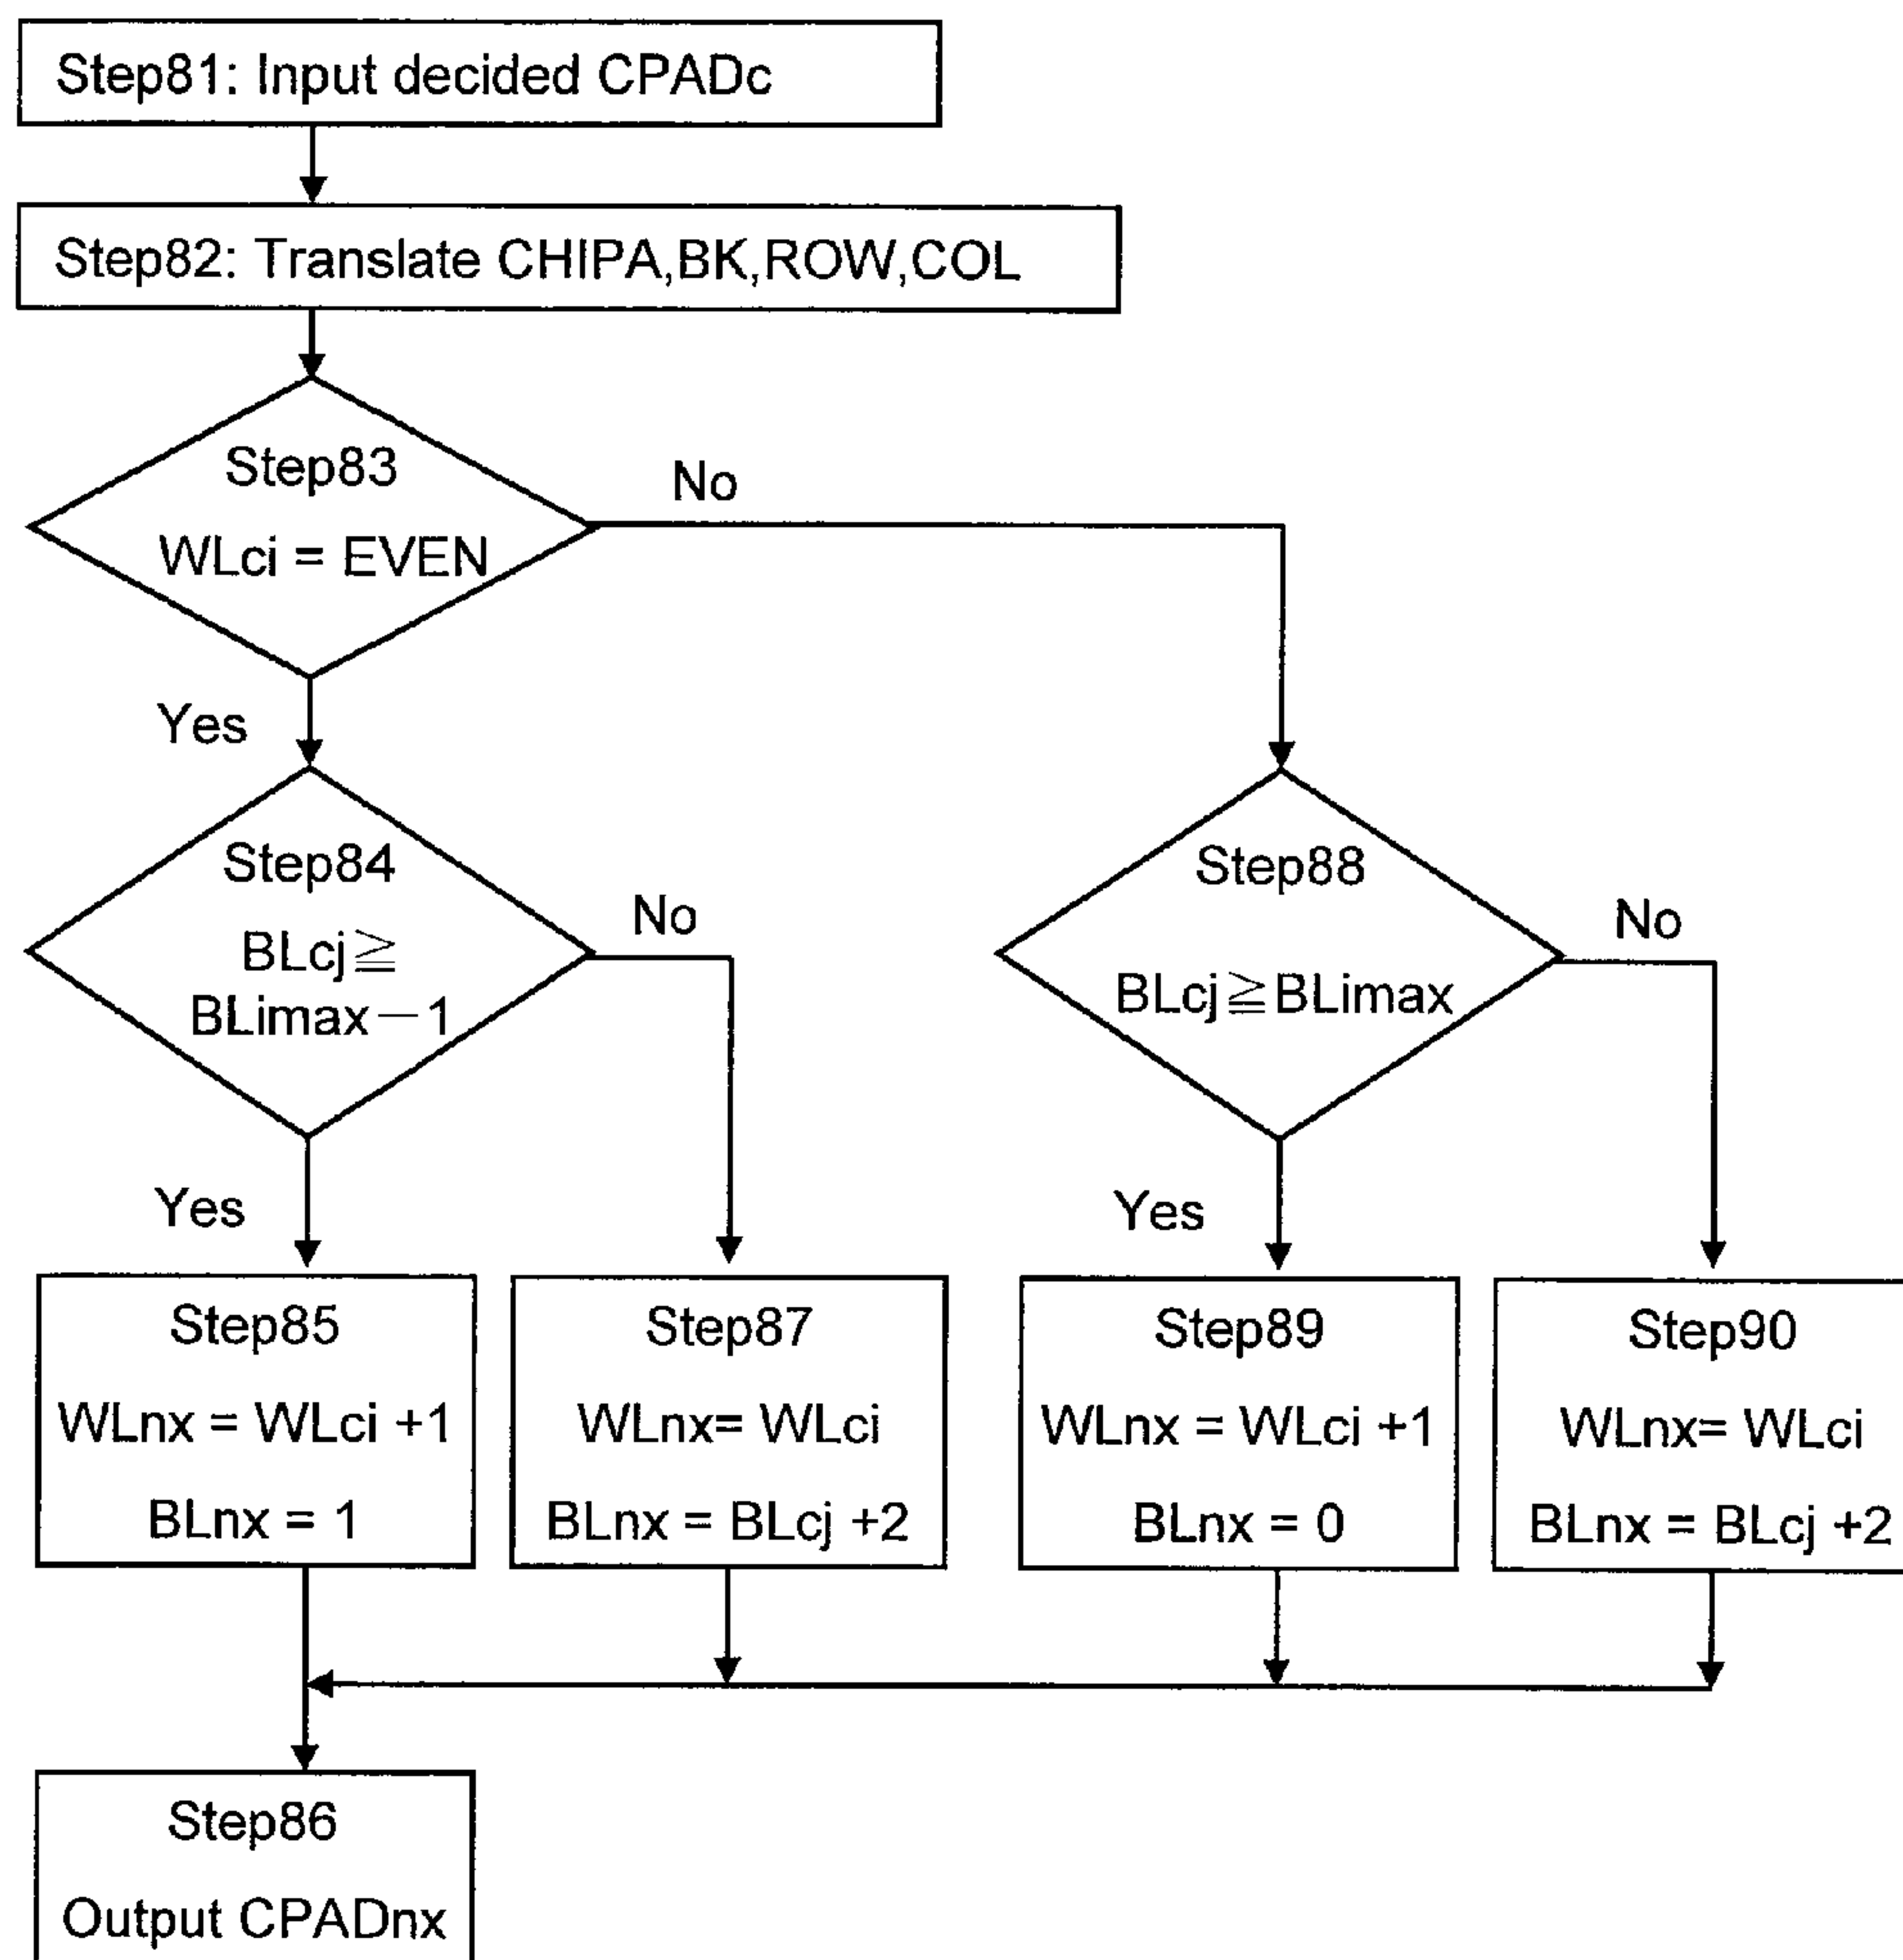 Step81: Input decided CPADc
Step82: Translate CHIPA,BK,ROW,COL
Step83
WLci = EVEN
No
Yes
Step84
BLcj≧
BLimax－1
No
Yes
Step88
BLcj≧BLimax
No
Yes
Step85
WLnx = WLci +1
BLnx = 1
Step87
WLnx= WLci
BLnx = BLcj +2
Step89
WLnx = WLci +1
BLnx = 0
Step90
WLnx= WLci
BLnx = BLcj +2
Step86
Output CPADnx